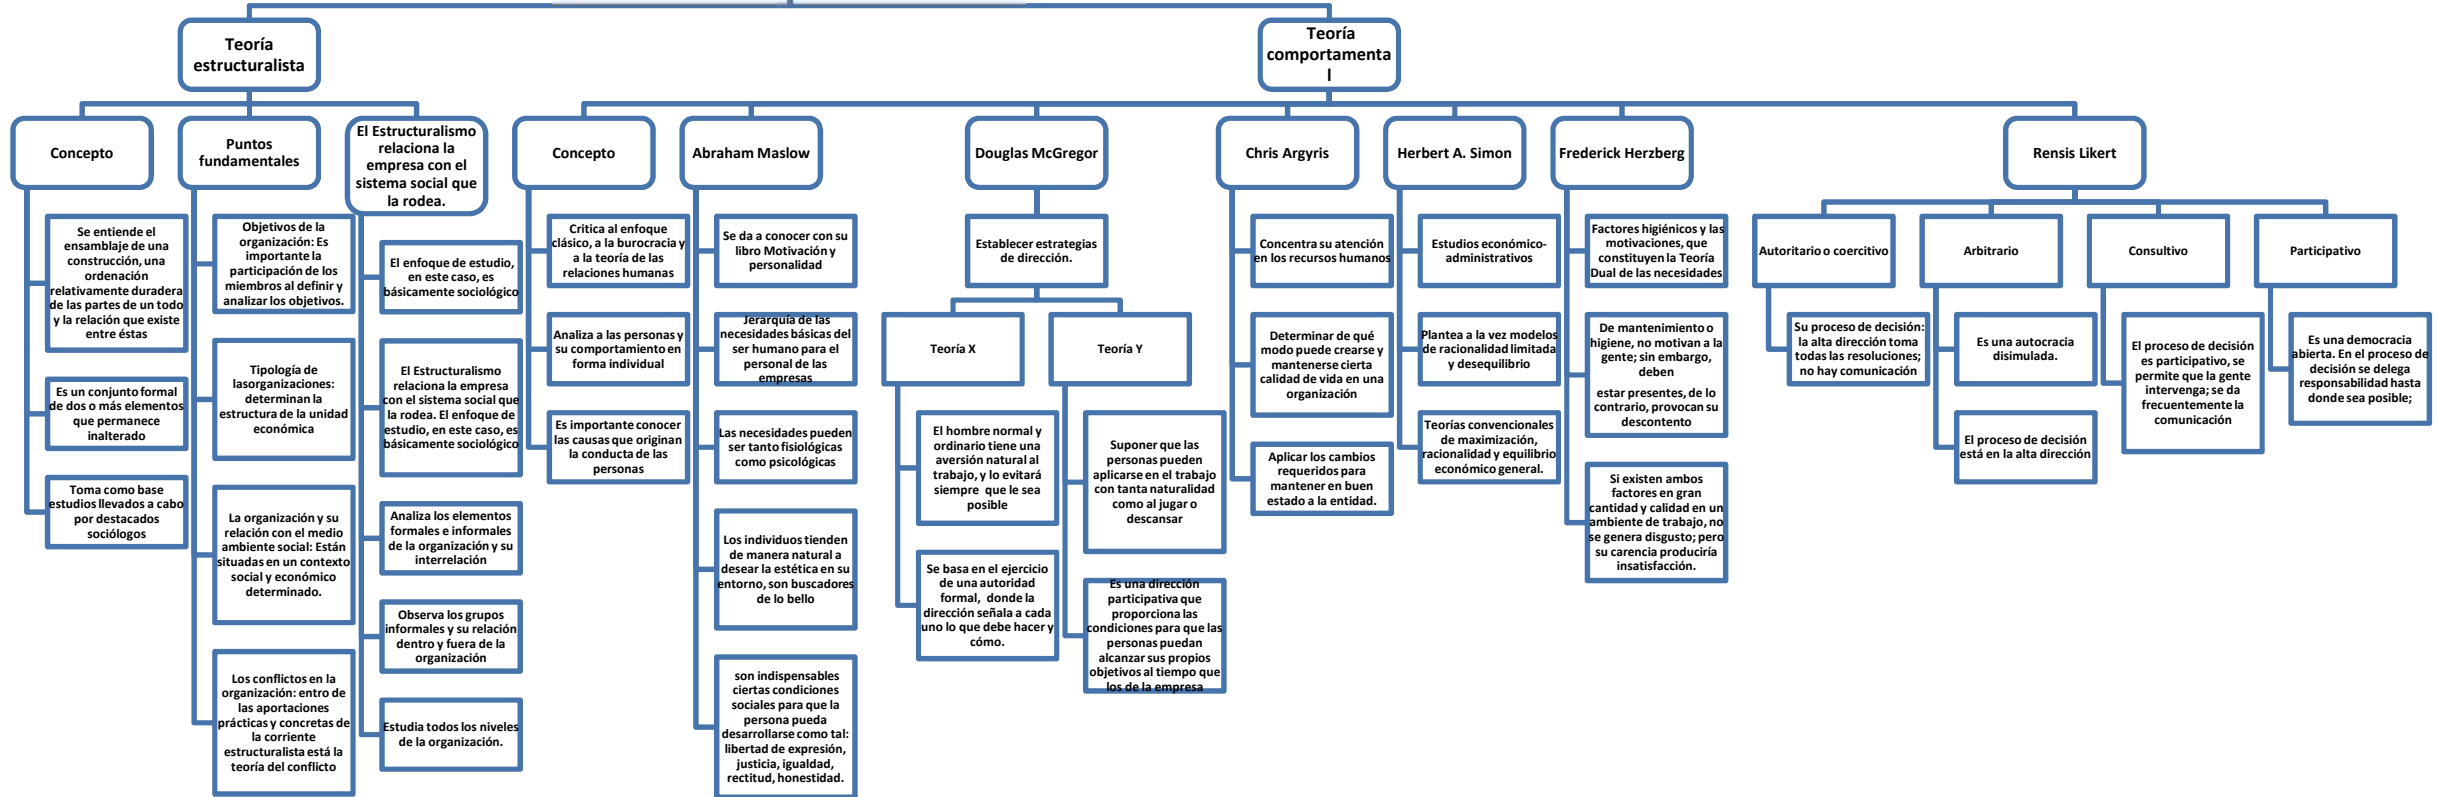 Teoría
estructuralista
Concepto
Se entiende el
ensamblaje de una
construcción, una
ordenación
relativamente duradera
de las partes de un todo
y la relación que existe
entre éstas
Es un conjunto formal
de dos o más elementos
que permanece
inalterado
Toma como base
estudios llevados a cabo
por destacados
sociólogos
Puntos
fundamentales
Objetivos de la
organización: Es
importante la
participación de los
miembros al definir y
analizar los objetivos.
Tipología de
lasorganizaciones:
determinan la
estructura de la unidad
económica
La organización y su
relación con el medio
ambiente social: Están
situadas en un contexto
social y económico
determinado.
Los conflictos en la
organización: entro de
las aportaciones
prácticas y concretas de
la corriente
estructuralista está la
teoría del conflicto
El Estructuralismo
relaciona la
empresa con el
sistema social que
la rodea.
El enfoque de estudio,
en este caso, es
básicamente sociológico
El Estructuralismo
relaciona la empresa
con el sistema social que
la rodea. El enfoque de
estudio, en este caso, es
básicamente sociológico
Analiza los elementos
formales e informales
de la organización y su
interrelación
Observa los grupos
informales y su relación
dentro y fuera de la
organización
Estudia todos los niveles
de la organización.
Teoría
comportamenta
l
Concepto
Critica al enfoque
clásico, a la burocracia y
a la teoría de las
relaciones humanas
Analiza a las personas y
su comportamiento en
forma individual
Es importante conocer
las causas que originan
la conducta de las
personas
Abraham Maslow
Se da a conocer con su
libro Motivación y
personalidad
Jerarquía de las
necesidades básicas del
ser humano para el
personal de las
empresas
Las necesidades pueden
ser tanto fisiológicas
como psicológicas
Los individuos tienden
de manera natural a
desear la estética en su
entorno, son buscadores
de lo bello
son indispensables
ciertas condiciones
sociales para que la
persona pueda
desarrollarse como tal:
libertad de expresión,
justicia, igualdad,
rectitud, honestidad.
Douglas McGregor
Establecer estrategias
de dirección.
Teoría X
El hombre normal y
ordinario tiene una
aversión natural al
trabajo, y lo evitará
siempre que le sea
posible
Se basa en el ejercicio
de una autoridad
formal, donde la
dirección señala a cada
uno lo que debe hacer y
cómo.
Teoría Y
Suponer que las
personas pueden
aplicarse en el trabajo
con tanta naturalidad
como al jugar o
descansar
Es una dirección
participativa que
proporciona las
condiciones para que las
personas puedan
alcanzar sus propios
objetivos al tiempo que
los de la empresa
Chris Argyris
Concentra su atención
en los recursos humanos
Determinar de qué
modo puede crearse y
mantenerse cierta
calidad de vida en una
organización
Aplicar los cambios
requeridos para
mantener en buen
estado a la entidad.
Herbert A. Simon
Estudios económico-
administrativos
Plantea a la vez modelos
de racionalidad limitada
y desequilibrio
Teorías convencionales
de maximización,
racionalidad y equilibrio
económico general.
Frederick Herzberg
Factores higiénicos y las
motivaciones, que
constituyen la Teoría
Dual de las necesidades
De mantenimiento o
higiene, no motivan a la
gente; sin embargo,
deben
estar presentes, de lo
contrario, provocan su
descontento
Si existen ambos
factores en gran
cantidad y calidad en un
ambiente de trabajo, no
se genera disgusto; pero
su carencia produciría
insatisfacción.
Rensis Likert
Autoritario o coercitivo
Su proceso de decisión:
la alta dirección toma
todas las resoluciones;
no hay comunicación
Arbitrario
Es una autocracia
disimulada.
El proceso de decisión
está en la alta dirección
Consultivo
El proceso de decisión
es participativo, se
permite que la gente
intervenga; se da
frecuentemente la
comunicación
Participativo
Es una democracia
abierta. En el proceso de
decisión se delega
responsabilidad hasta
donde sea posible;